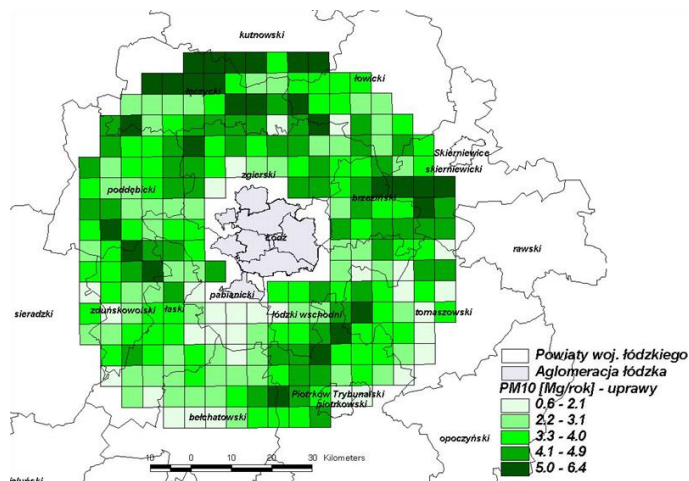 kutnowski
łęczycki
łowicki
Skierniewice
skierniewicki
zgierski
poddębicki
brzeziński
Łódź
rawski
pabianicki
sieradzki
zduńskowolski
łaski
łódzki wschodni
tomaszowski
Piotrków Trybunalski
piotrkowski
bełchatowski
opoczyński
Powiaty woj. łódzkiego
Aglomeracja łódzka
PM10 [Mg/rok] - uprawy
0.6 - 2.1
2.2 - 3.1
3.3 - 4.0
4.1 - 4.9
5.0 - 6.4
10 0 10 20 30 Kilometers